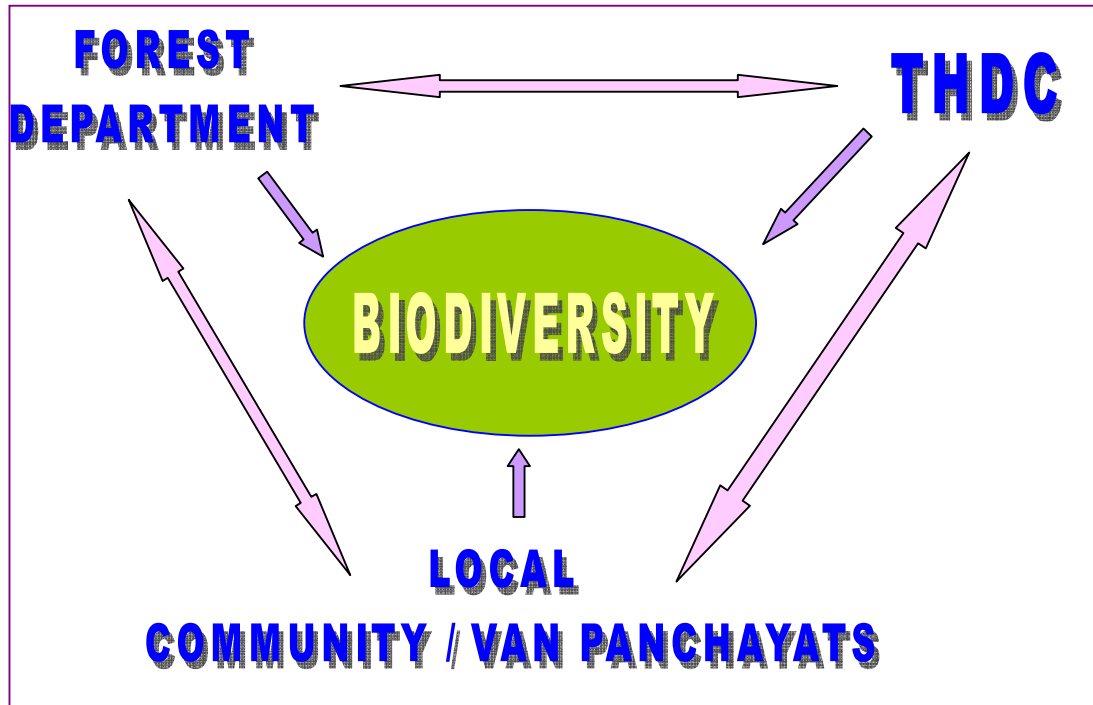 FOREST
DEPARTMENT
THDC
BIODIVERSITY
LOCAL
COMMUNITY / VAN PANCHAYATS